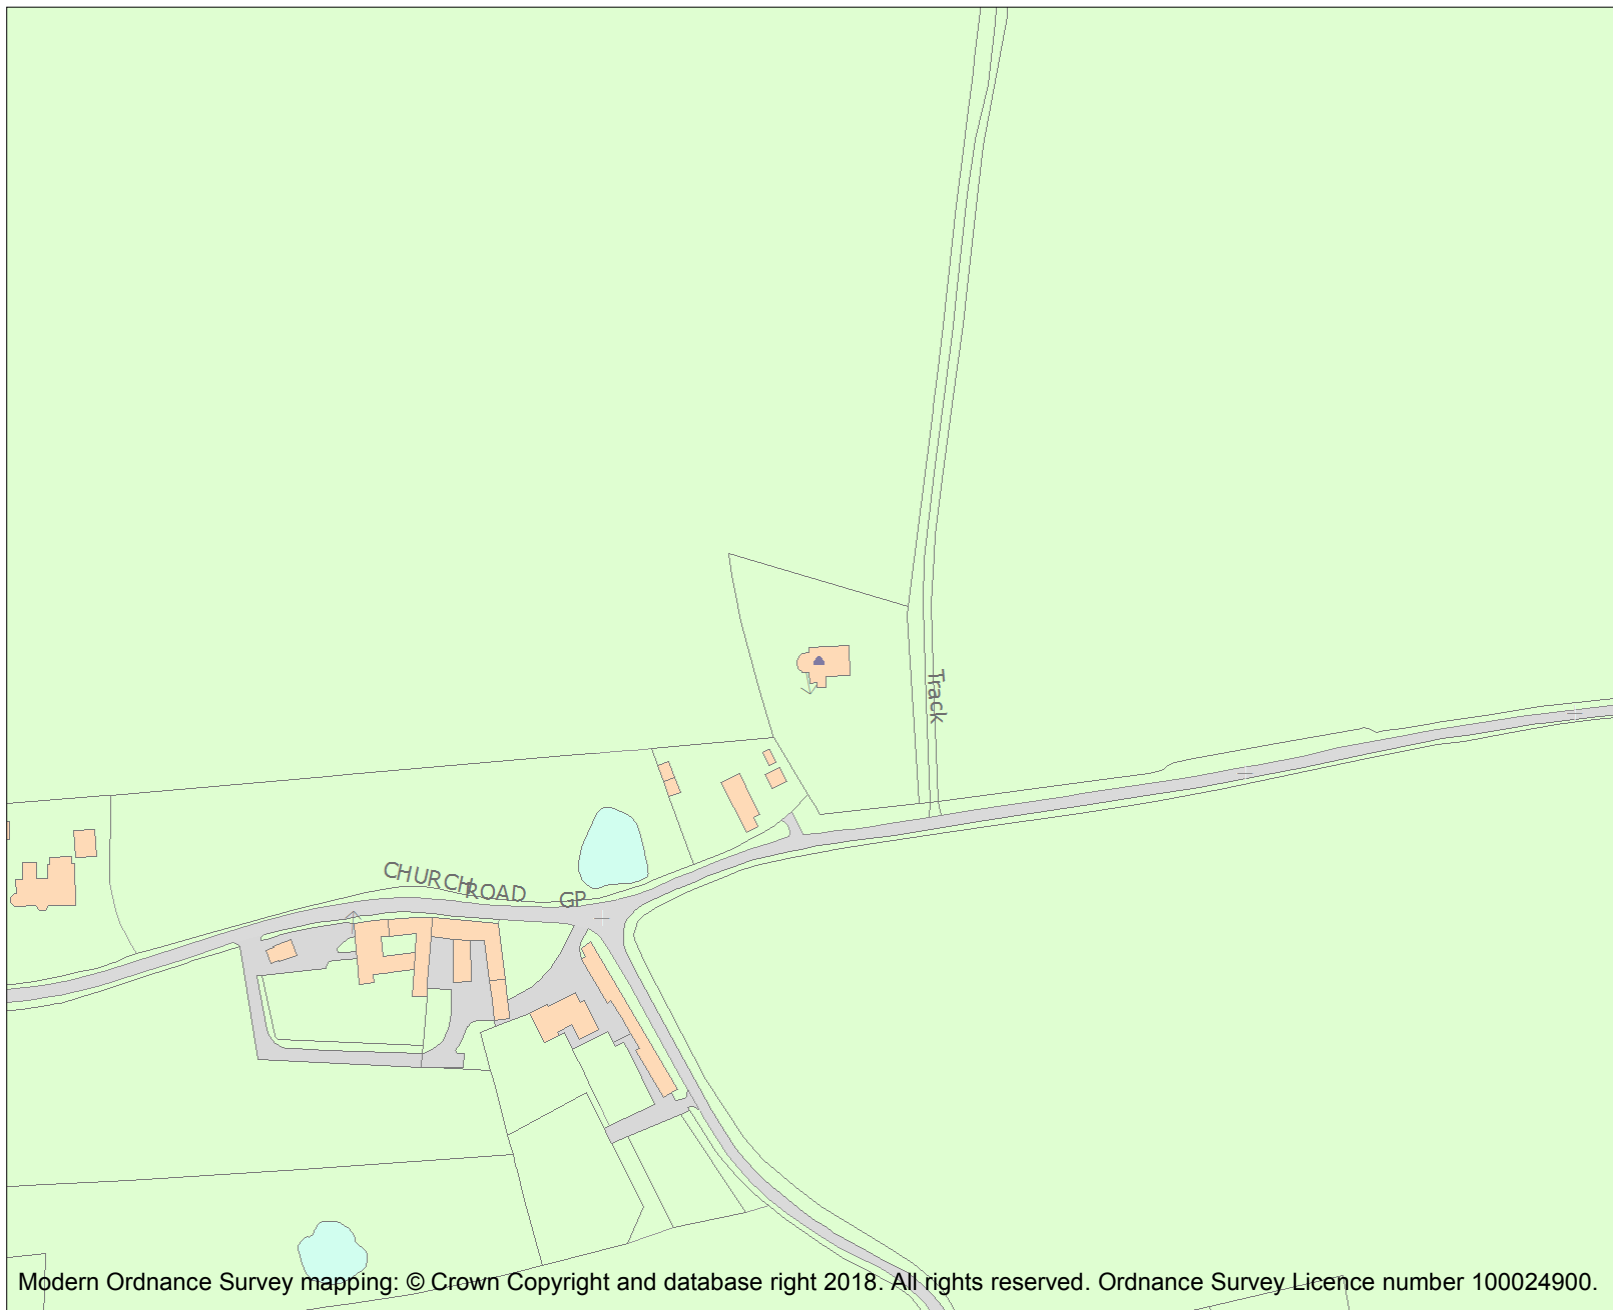 Track
CHURCH ROAD
GP
Modern Ordnance Survey mapping: © Crown Copyright and database right 2018. All rights reserved. Ordnance Survey Licence number 100024900.